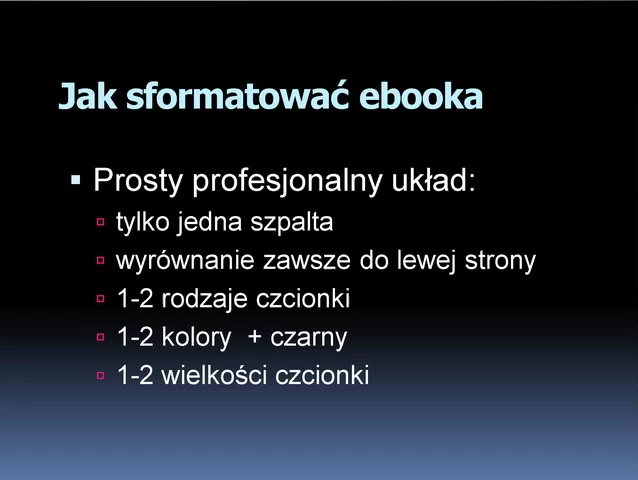 Jak sformatować ebooka
Prosty profesjonalny układ:
tylko jedna szpalta
wyrównanie zawsze do lewej strony
1-2 rodzaje czcionki
1-2 kolory + czarny
1-2 wielkości czcionki